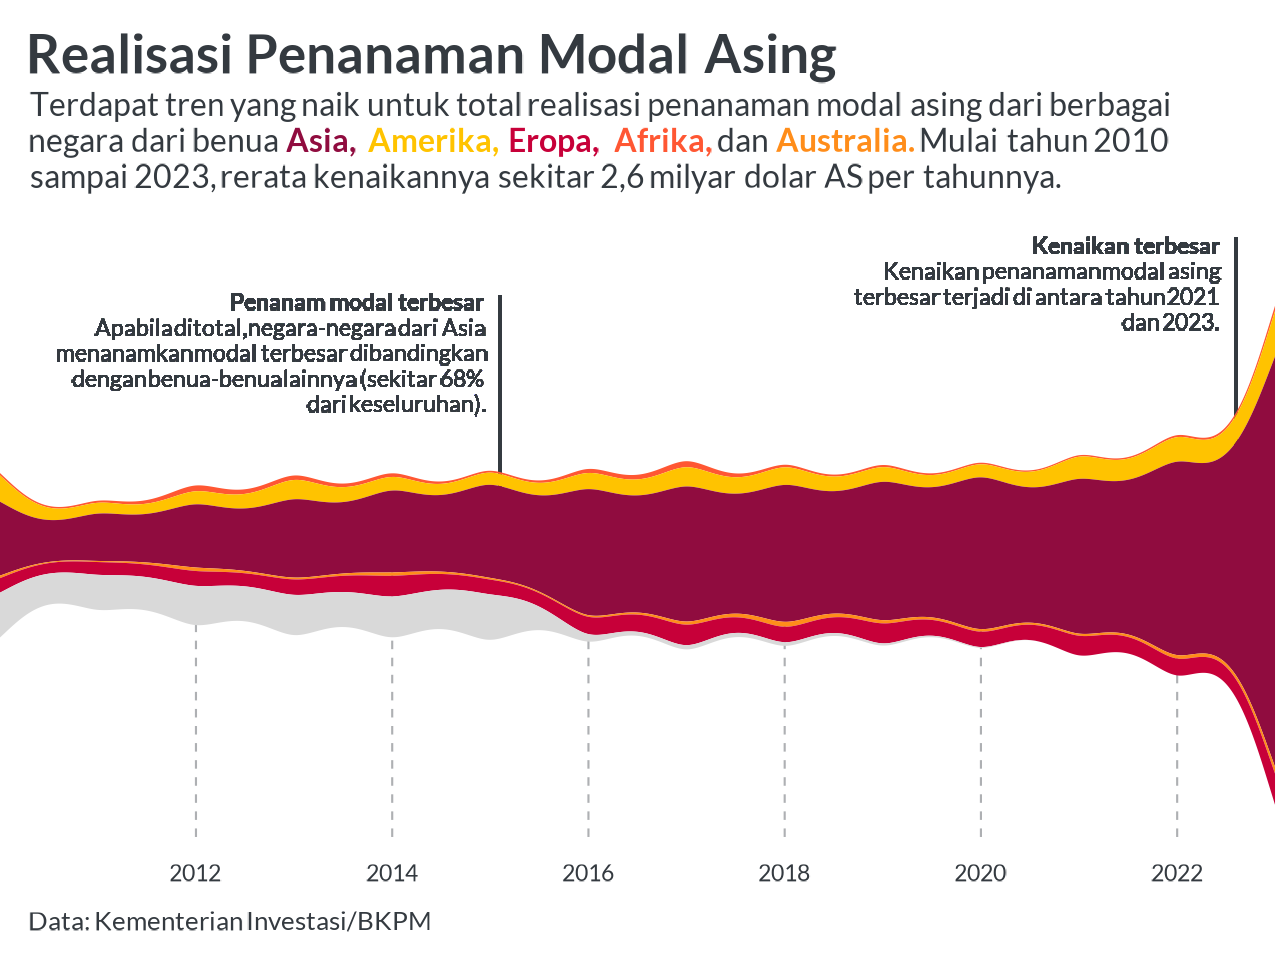 Realisasi Penanaman Modal Asing
Terdapat tren yang naik untuk total realisasi penanaman modal asing dari berbagai
negara dari benua Asia, Amerika, Eropa, Afrika, dan Australia. Mulai tahun 2010
sampai 2023, rerata kenaikannya sekitar 2,6 milyar dolar AS per tahunnya.
Kenaikan terbesar
Kenaikan penanaman modal asing
terbesar terjadi di antara tahun 2021
dan 2023.
Penanam modal terbesar
Apabila ditotal, negara-negara dari Asia
menanamkan modal terbesar dibandingkan
dengan benua-benua lainnya (sekitar 68%
dari keseluruhan).
2012 2014 2016 2018 2020 2022
Data: Kementerian Investasi/BKPM